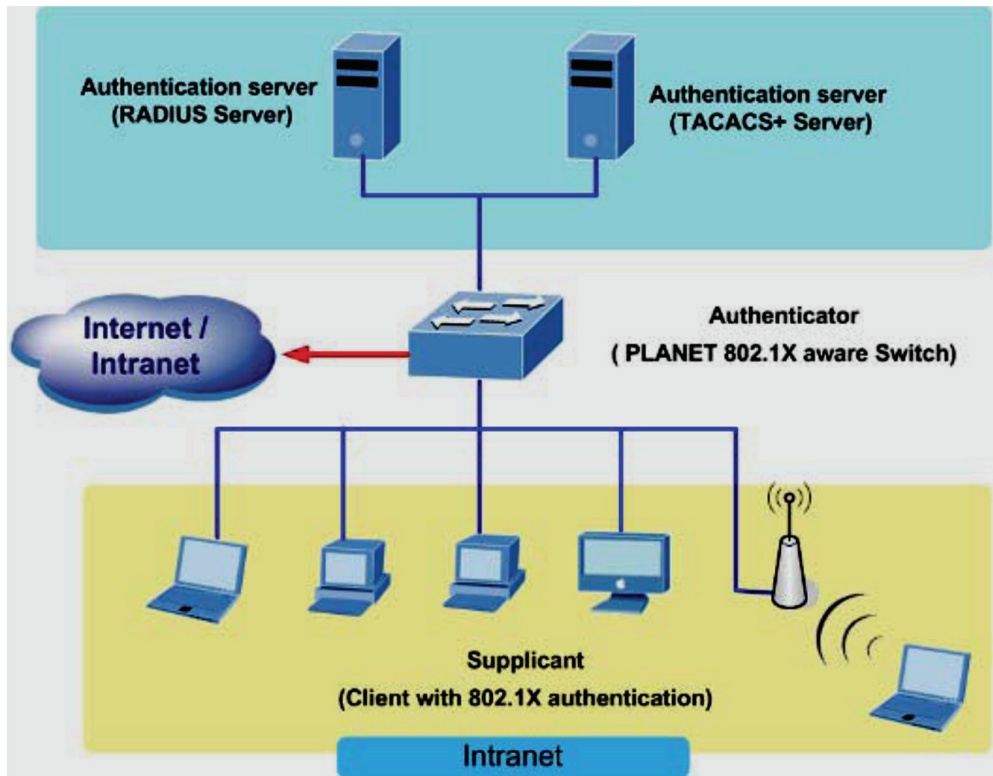 Authentication server
(RADIUS Server)
Authentication server
(TACACS+ Server)
Internet /
Intranet
Authenticator
( PLANET 802.1X aware Switch)
Supplicant
(Client with 802.1X authentication)
Intranet